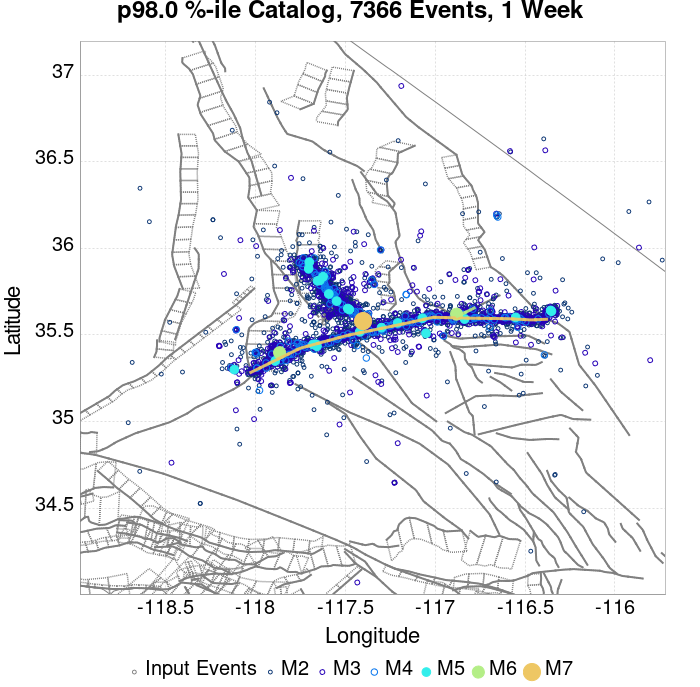 p98.0 %-ile Catalog, 7366 Events, 1 Week
37
36.5
36
35.5
35
34.5
Latitude
-118.5
-118
-117.5
-117
-116.5
-116
Longitude
Input Events
M2
M3
M4
M5
M6
M7